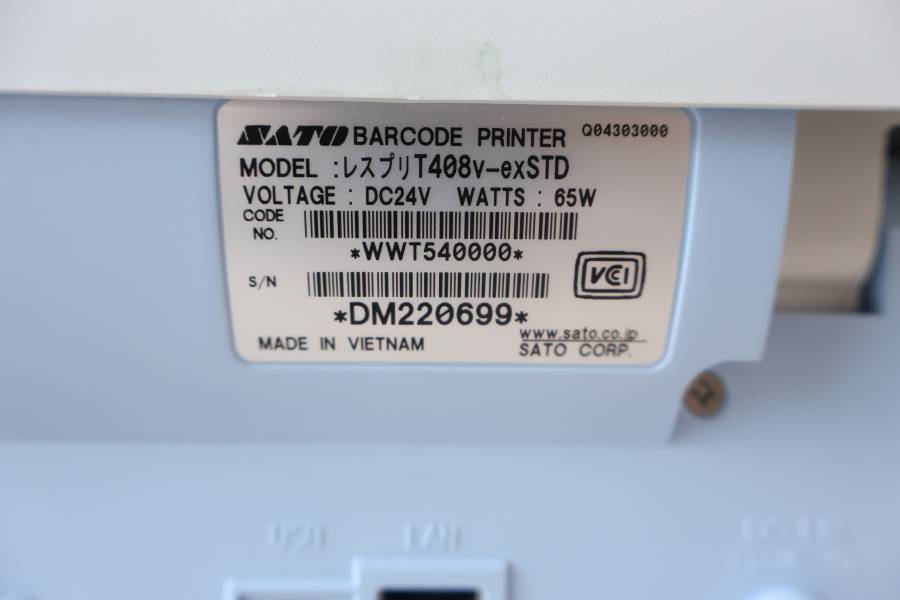 SATO BARCODE PRINTER Q04303000
MODEL :レスプリT408v-exSTD
VOLTAGE : DC24V WATTS : 65W
CODE NO.
*WWT540000*
S/N
*DM220699*
VCCI
MADE IN VIETNAM
www.sato.co.jp
SATO CORP.
USB LAN